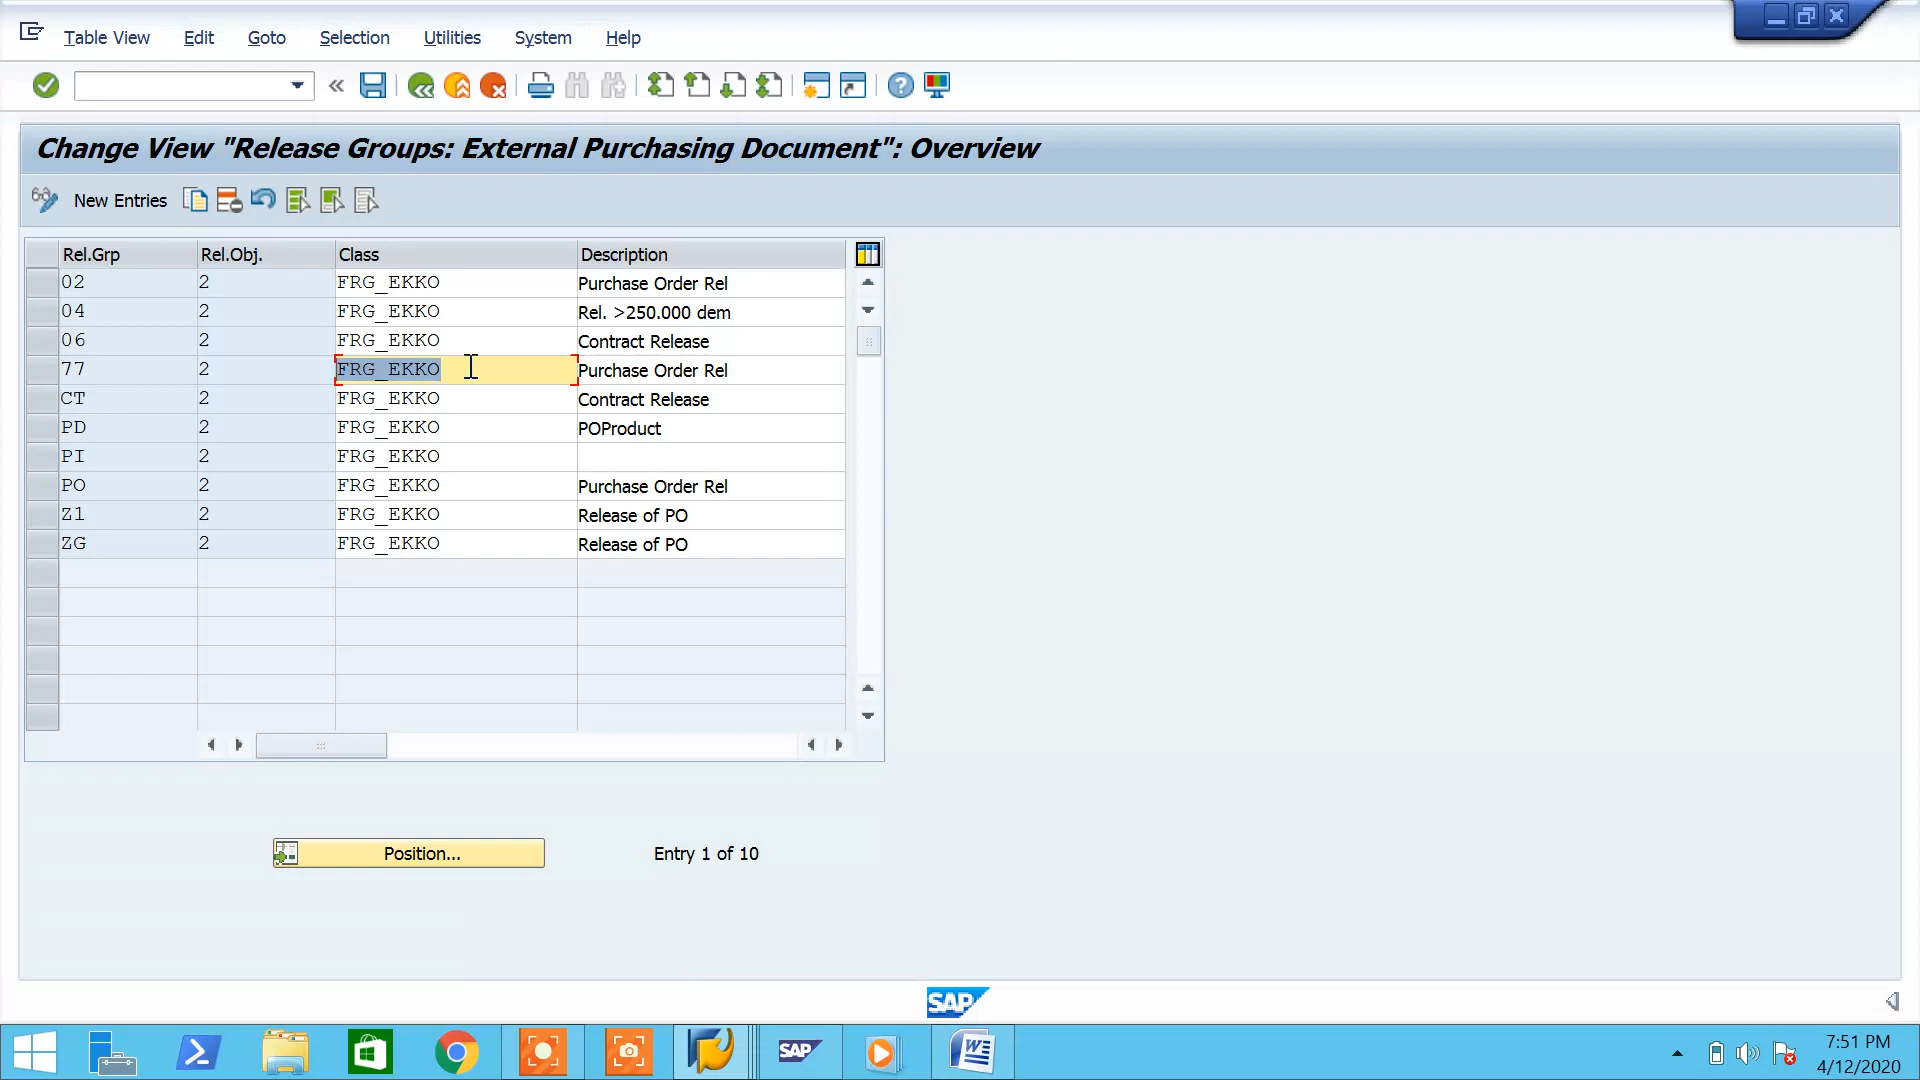 Table View Edit Goto Selection Utilities System Help
Change View "Release Groups: External Purchasing Document": Overview
New Entries
Rel.Grp Rel.Obj. Class Description
02 2 FRG_EKKO Purchase Order Rel
04 2 FRG_EKKO Rel. >250.000 dem
06 2 FRG_EKKO Contract Release
77 2 FRG_EKKO Purchase Order Rel
CT 2 FRG_EKKO Contract Release
PD 2 FRG_EKKO POProduct
PI 2 FRG_EKKO
PO 2 FRG_EKKO Purchase Order Rel
Z1 2 FRG_EKKO Release of PO
ZG 2 FRG_EKKO Release of PO
Position... Entry 1 of 10
SAP
SAP
W
7:51 PM
4/12/2020